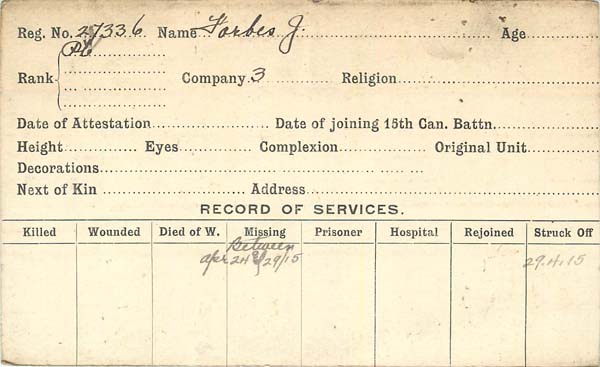 Reg. No. 27336 Name Forbes J. Age
Rank Pte Company 3 Religion
Date of Attestation Date of joining 15th Can. Battn.
Height Eyes Complexion Original Unit
Decorations
Next of Kin Address
RECORD OF SERVICES.
Killed Wounded Died of W. Missing Prisoner Hospital Rejoined Struck Off
Between
apr 24 & 29/15 29.4.15